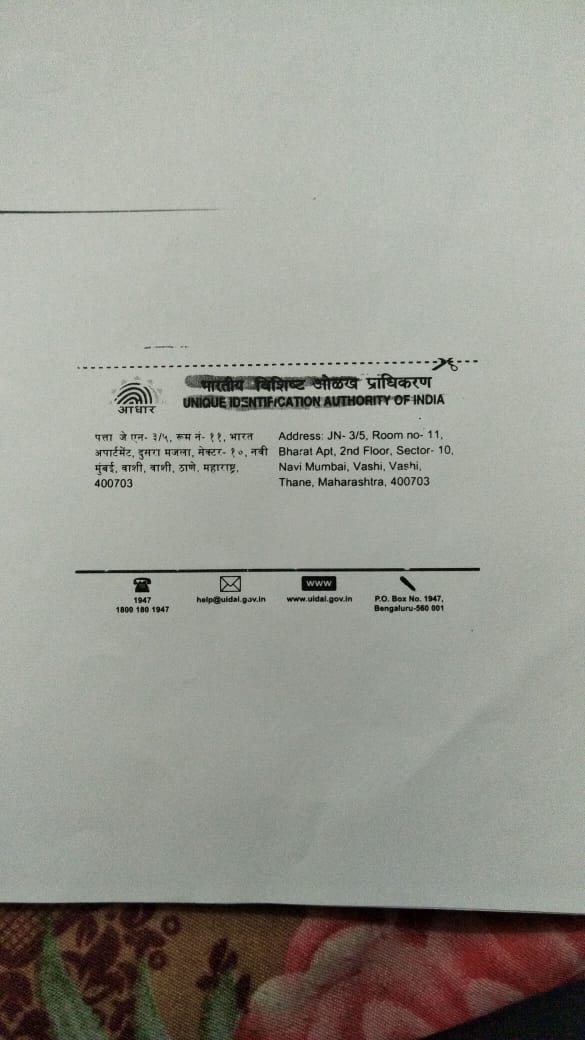 भारतीय विशिष्ट ओळख प्राधिकरण
UNIQUE IDENTIFICATION AUTHORITY OF INDIA
आधार
पत्ता जे एन- ३/५, रूम नं- ११, भारत
अपार्टमेंट, दुसरा मजला, सेक्टर- १०, नवी
मुंबई, वाशी, वाशी, ठाणे, महाराष्ट्र,
400703
Address: JN- 3/5, Room no- 11,
Bharat Apt, 2nd Floor, Sector- 10,
Navi Mumbai, Vashi, Vashi,
Thane, Maharashtra, 400703
1947
1800 180 1947
help@uidai.gov.in
www
www.uidai.gov.in
P.O. Box No. 1947,
Bengaluru-560 001